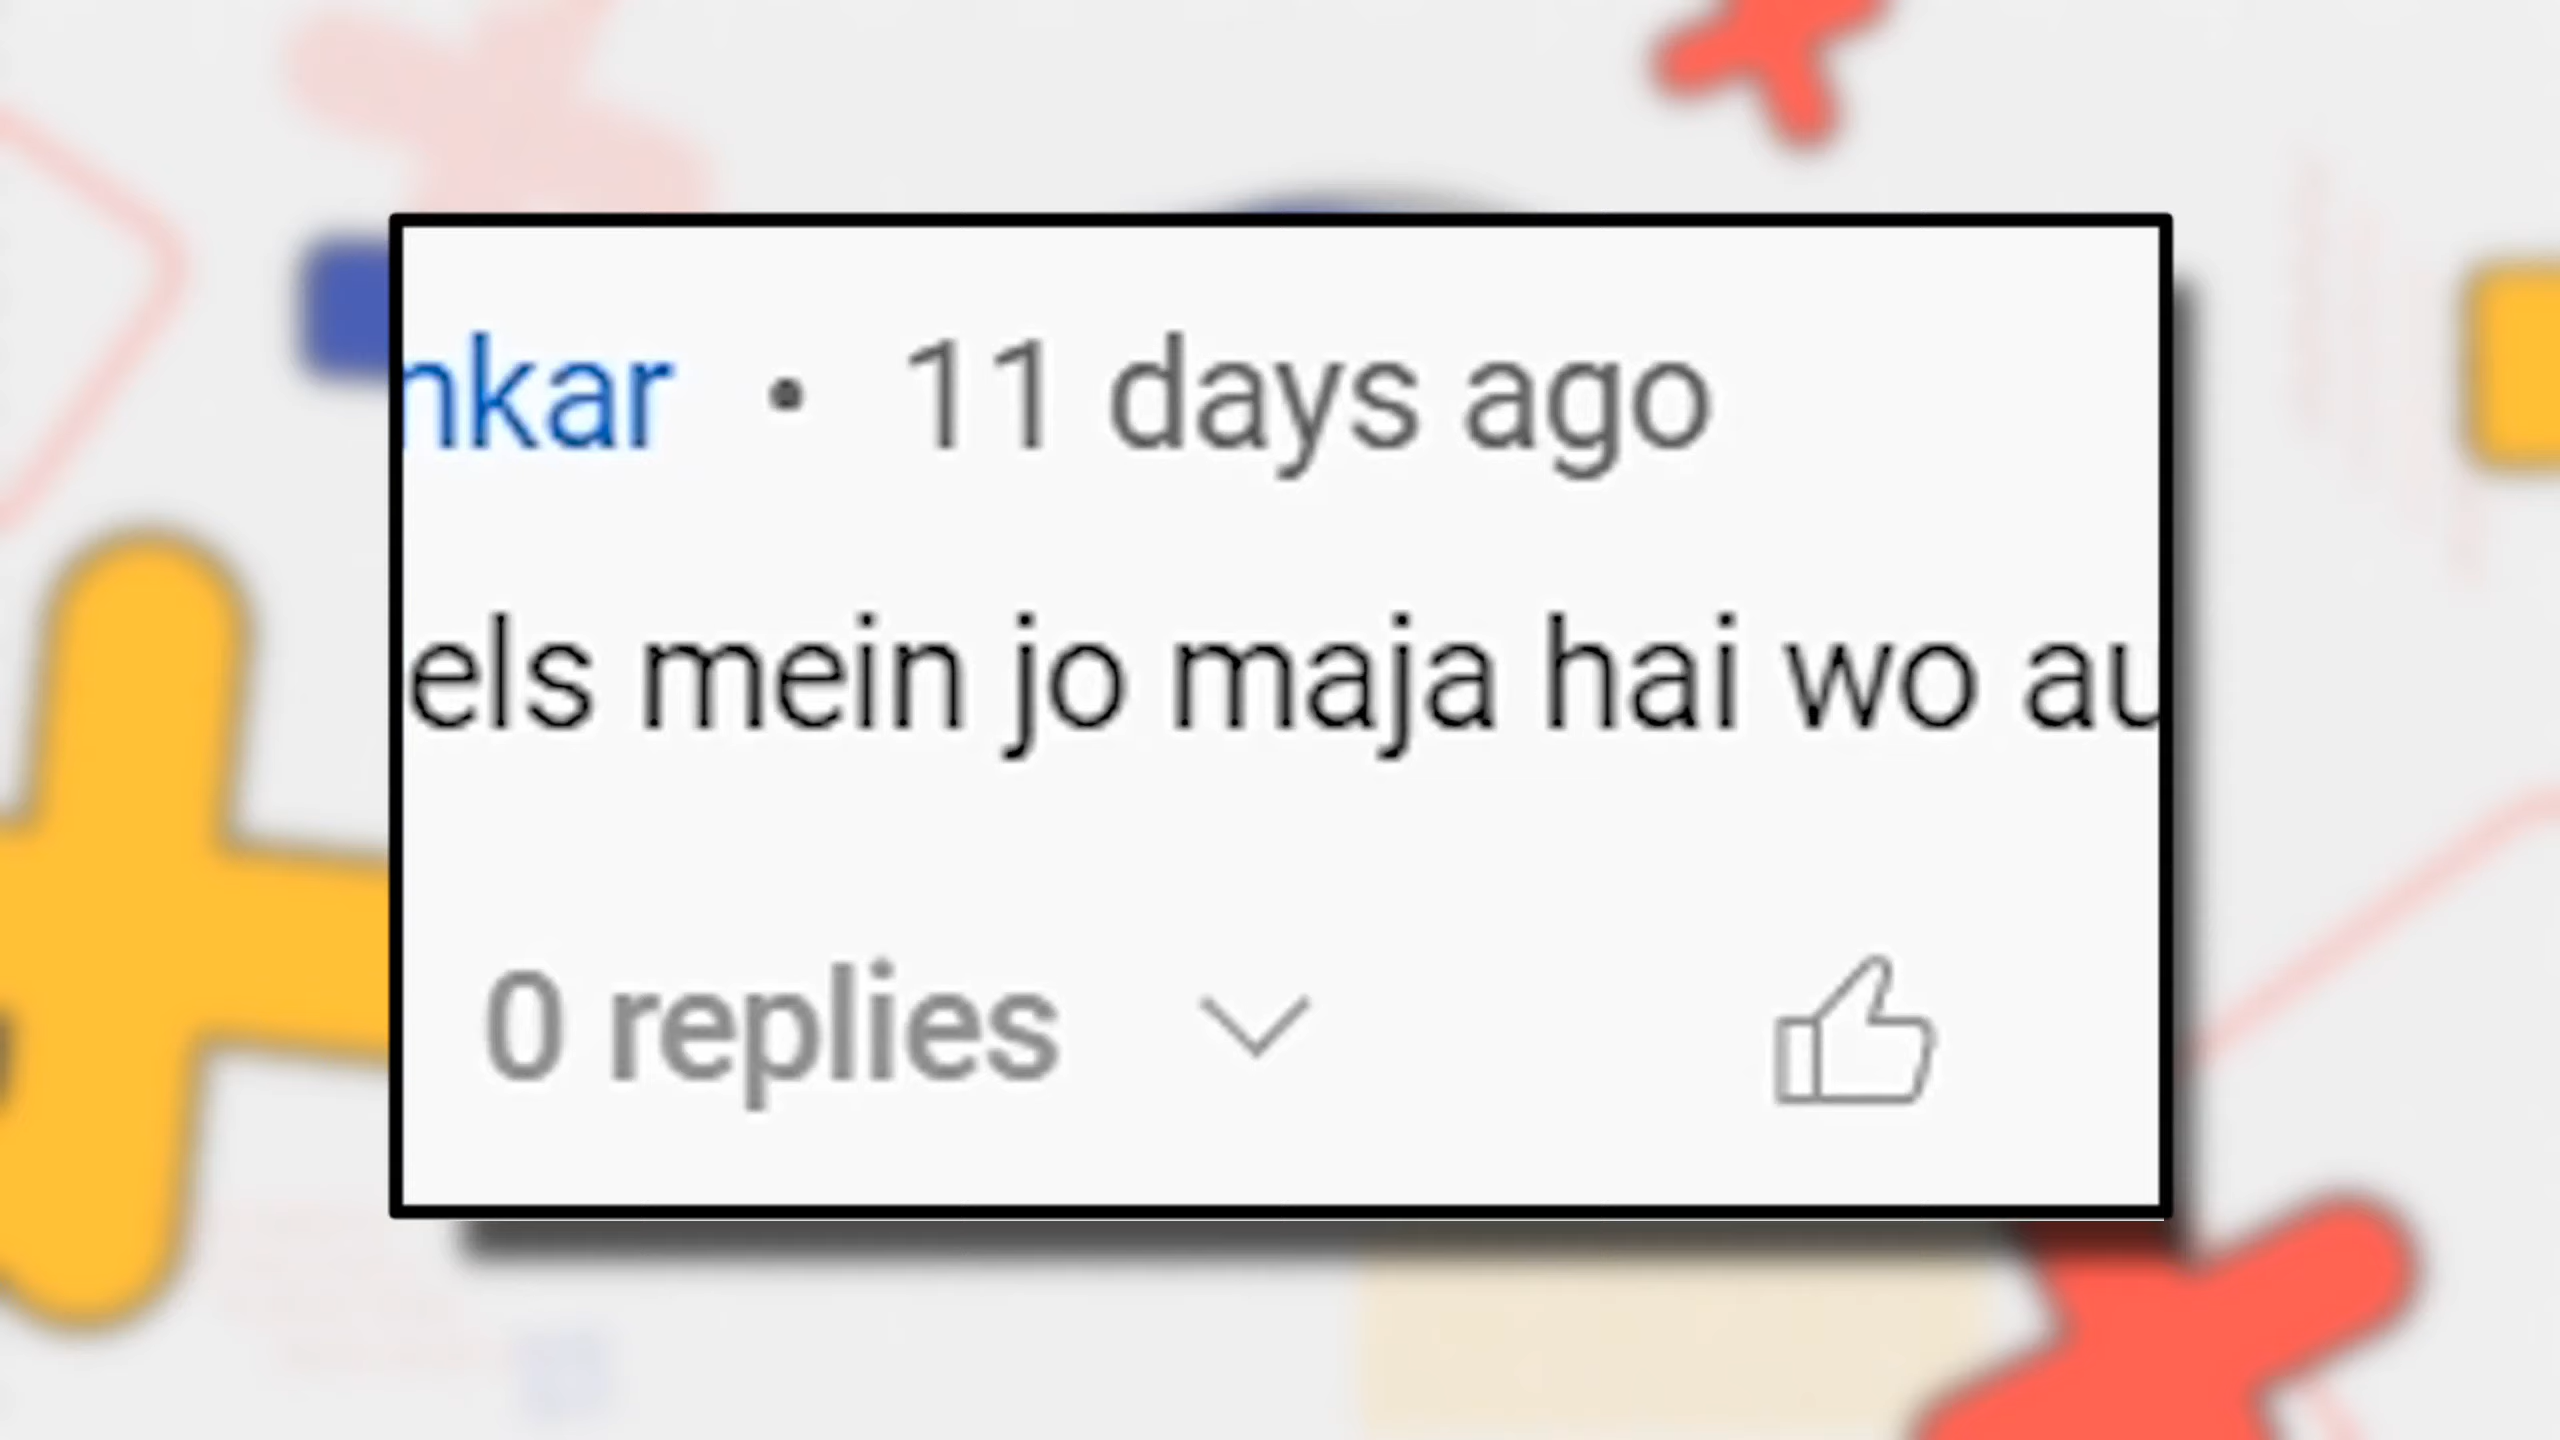 nkar • 11 days ago
els mein jo maja hai wo au
0 replies